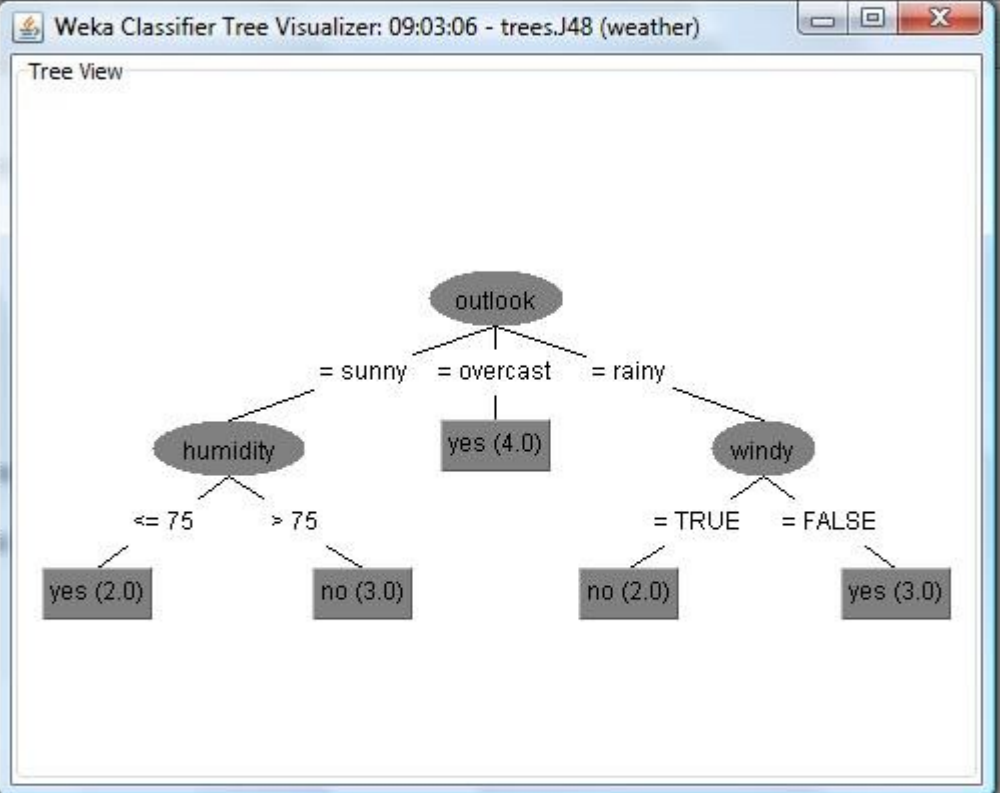 Weka Classifier Tree Visualizer: 09:03:06 - trees.J48 (weather)
Tree View
outlook
= sunny = overcast = rainy
humidity yes (4.0) windy
<= 75 > 75 = TRUE = FALSE
yes (2.0) no (3.0) no (2.0) yes (3.0)